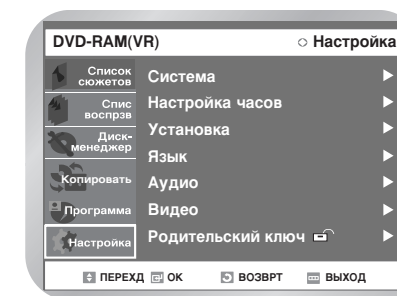 DVD-RAM(VR) ○ Настройка
Список
сюжетов
Спис
воспрзв
Диск-
менеджер
Копировать
Программа
Настройка
Система
Настройка часов
Установка
Язык
Аудио
Видео
Родительский ключ
ПЕРЕХД ОК ВОЗВРТ ВЫХОД